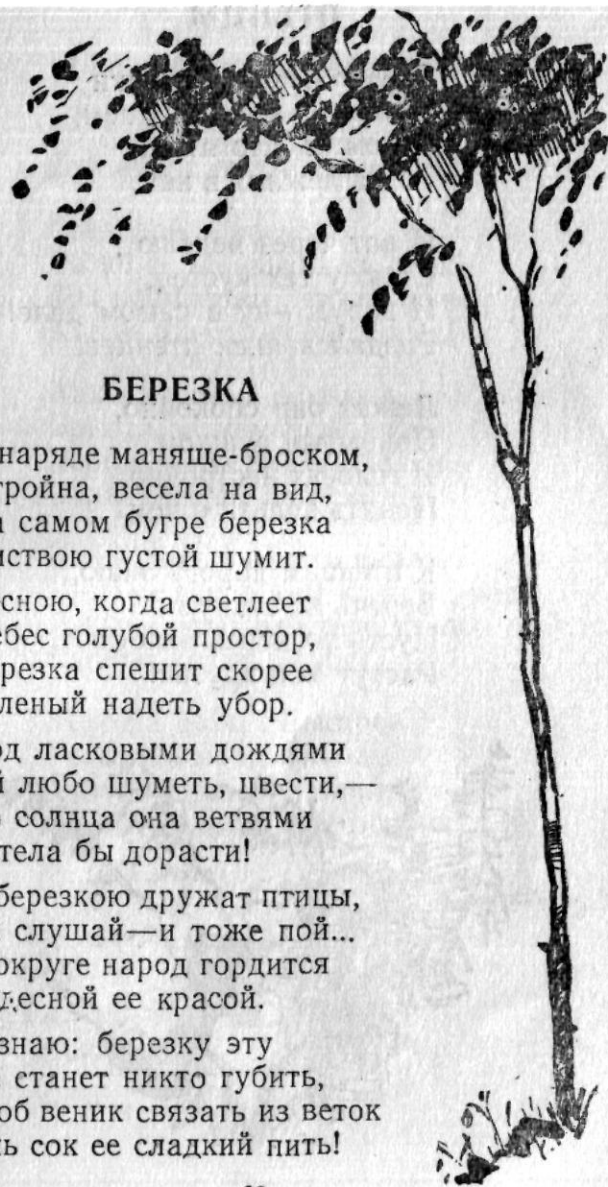 БЕРЕЗКА
наряде маняще-броском,
тройна, весела на вид,
а самом бугре березка
иствою густой шумит.
сною, когда светлеет
ебес голубой простор,
резка спешит скорее
леный надеть убор.
од ласковыми дождями
й любо шуметь, цвести,—
о солнца она ветвями
тела бы дорасти!
березкою дружат птицы,
слушай—и тоже пой...
округе народ гордится
десной ее красой.
знаю: березку эту
станет никто губить,
об веник связать из веток
ь сок ее сладкий пить!